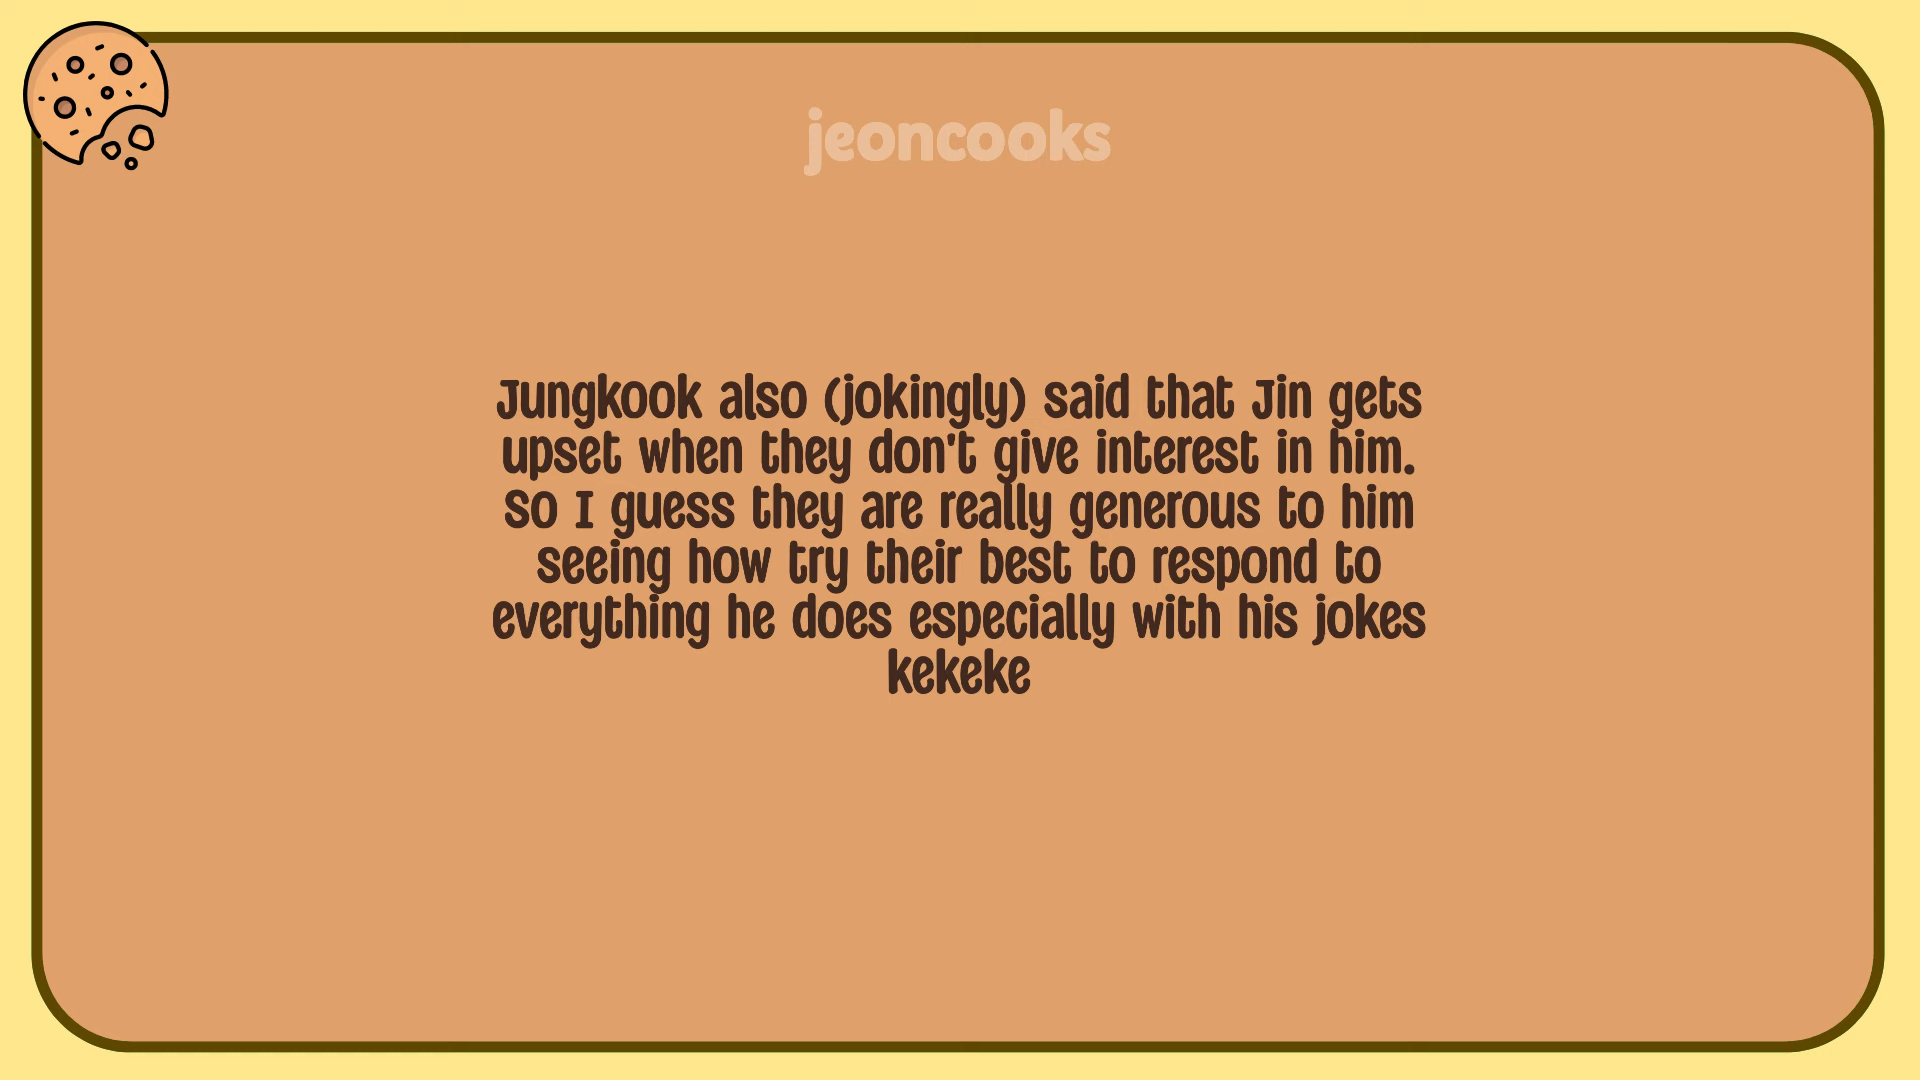 jeoncooks
Jungkook also (jokingly) said that Jin gets
upset when they don't give interest in him.
So I guess they are really generous to him
seeing how try their best to respond to
everything he does especially with his jokes
kekeke